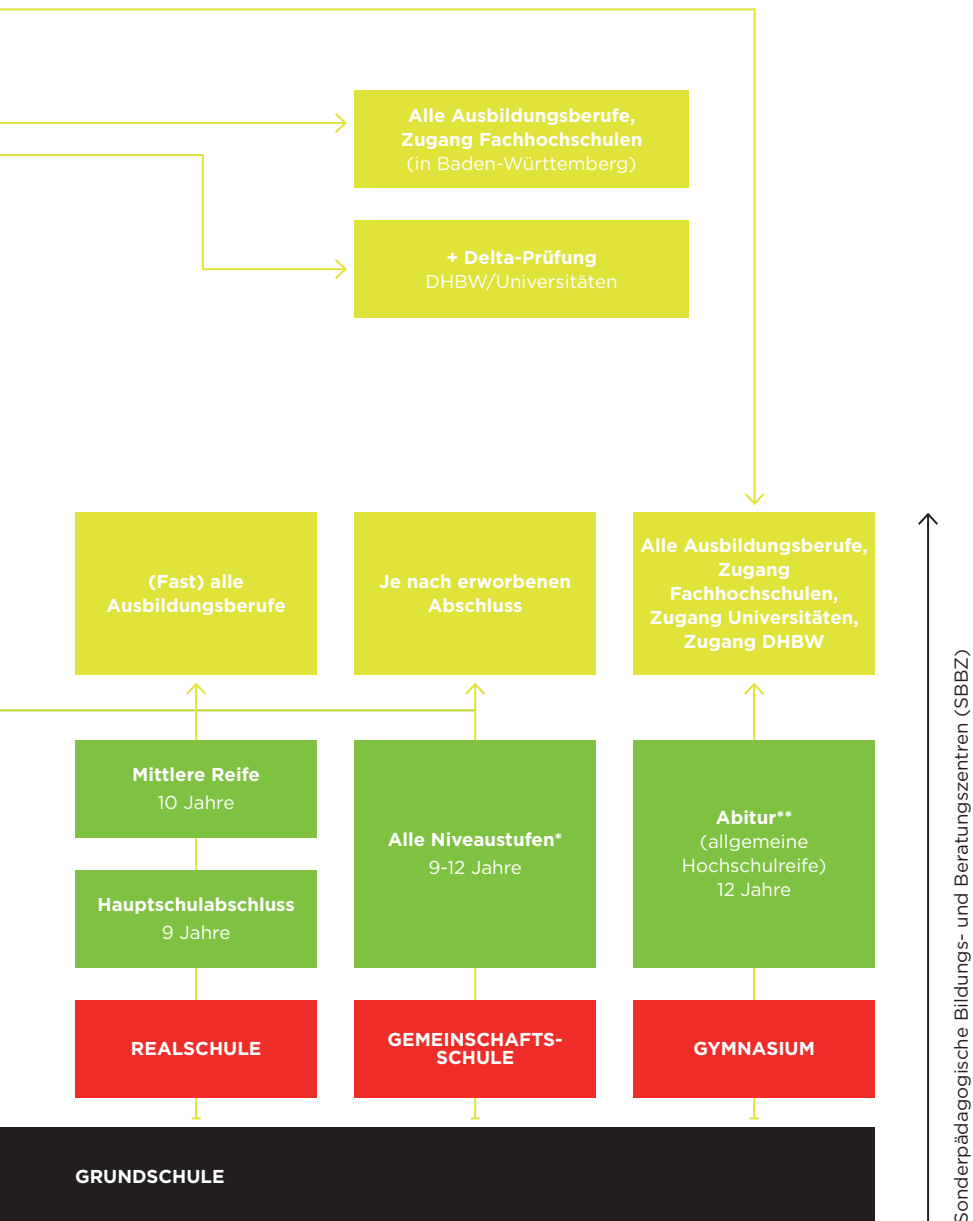 Alle Ausbildungsberufe,
Zugang Fachhochschulen
(in Baden-Württemberg)
+ Delta-Prüfung
DHBW/Universitäten
(Fast) alle
Ausbildungsberufe
Je nach erworbenen
Abschluss
Alle Ausbildungsberufe,
Zugang
Fachhochschulen,
Zugang Universitäten,
Zugang DHBW
Mittlere Reife
10 Jahre
Hauptschulabschluss
9 Jahre
Alle Niveaustufen*
9-12 Jahre
Abitur**
(allgemeine
Hochschulreife)
12 Jahre
REALSCHULE
GEMEINSCHAFTS-
SCHULE
GYMNASIUM
GRUNDSCHULE
Sonderpädagogische Bildungs- und Beratungszentren (SBBZ)